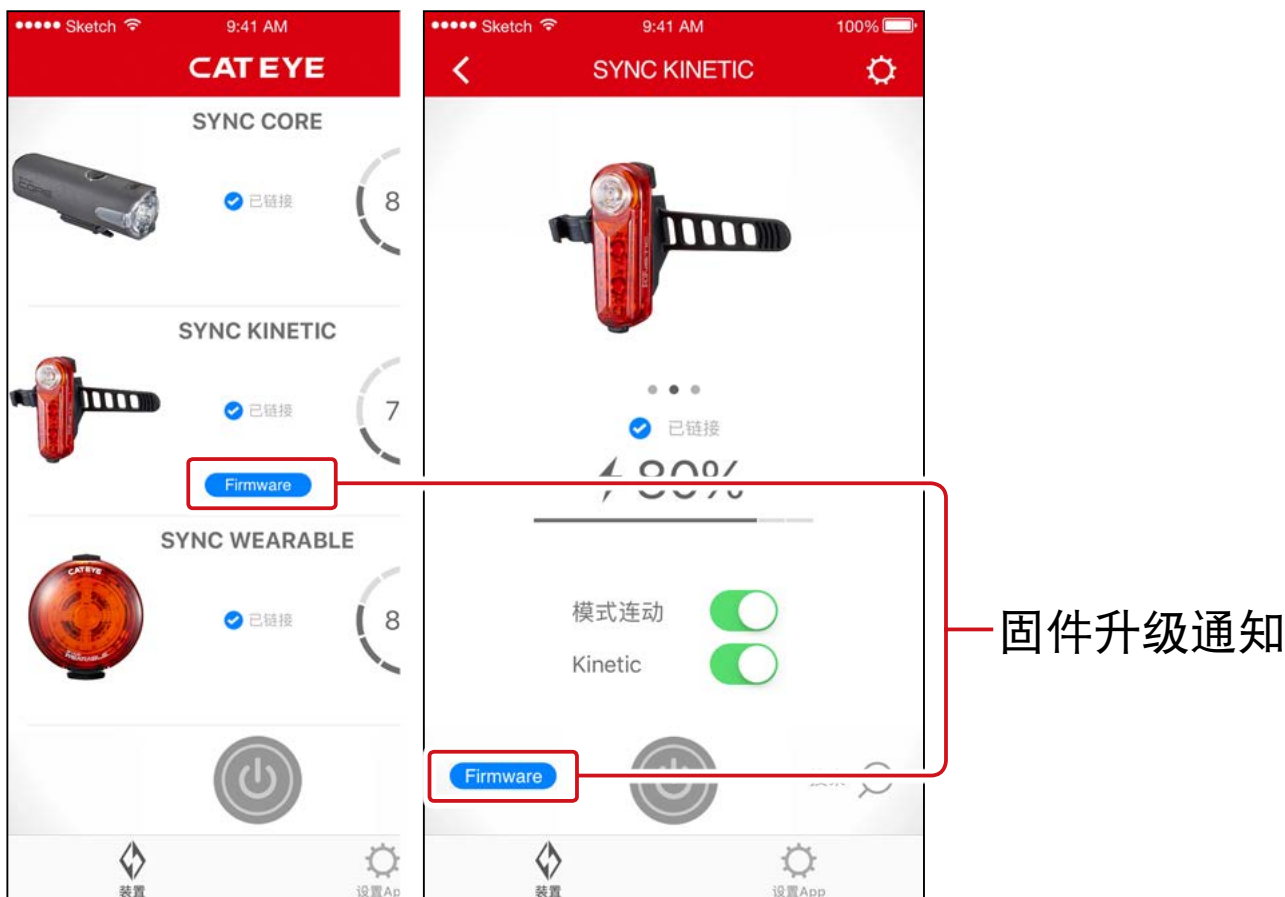 Sketch 9:41 AM
CATEYE
SYNC CORE
已链接
8
SYNC KINETIC
已链接
7
Firmware
SYNC WEARABLE
CATEYE
WEARABLE
已链接
8
装置
设置Ap
Sketch 9:41 AM 100%
SYNC KINETIC
已链接
80%
模式连动
Kinetic
Firmware
装置
设置App
固件升级通知